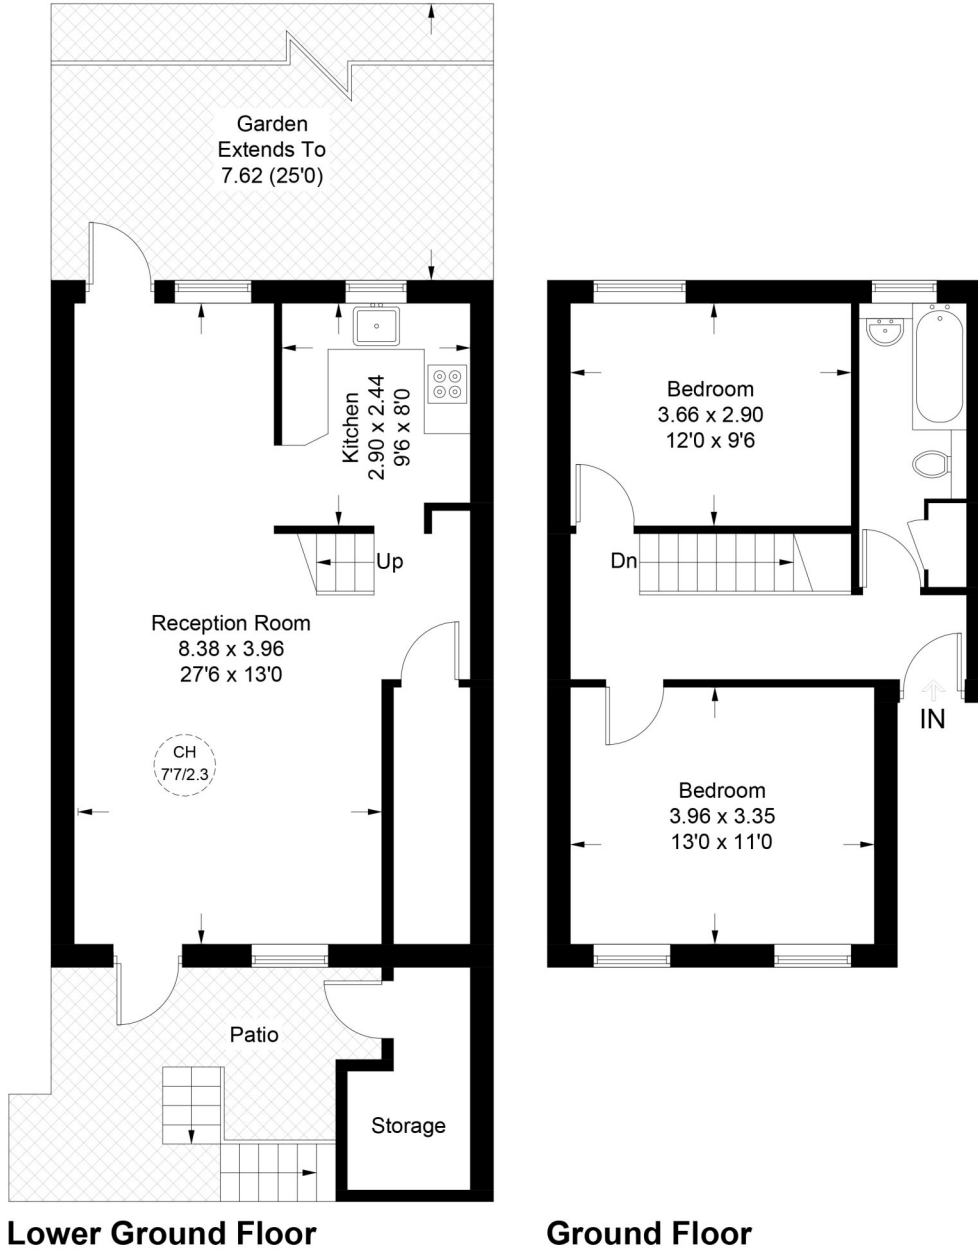 Garden
Extends To
7.62 (25'0)
Kitchen
2.90 x 2.44
9'6 x 8'0
Up
Reception Room
8.38 x 3.96
27'6 x 13'0
CH
7'7/2.3
Patio
Storage
Lower Ground Floor
Bedroom
3.66 x 2.90
12'0 x 9'6
Dn
IN
Bedroom
3.96 x 3.35
13'0 x 11'0
Ground Floor